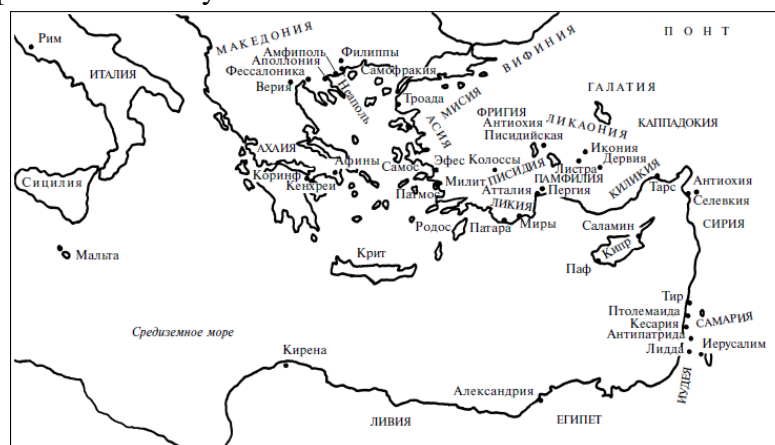 МАКЕДОНИЯ
ПОНТ
Рим
Амфиполь
Филиппы
Аполлония
Самофракия
ВИФИНИЯ
ИТАЛИЯ
Фессалоника
Верия
Неаполь
Троада
МИСИЯ
ГАЛАТИЯ
ФРИГИЯ
ЛИКАОНИЯ
КАППАДОКИЯ
Антиохия
Писидийская
АСИЯ
АХАИЯ
Афины
Эфес
Колоссы
ПИСИДИЯ
Икония
Дервия
Листра
Сицилия
Коринф
Кенхреи
Самос
Патмос
Милит
Атталия
ПАМФИЛИЯ
Пергия
КИЛИКИЯ
Тарс
Антиохия
Селевкия
ЛИКИЯ
Родос
Патара
Миры
Саламин
СИРИЯ
Мальта
Крит
Кипр
Паф
Тир
Птолемаида
Кесария
САМАРИЯ
Антипатрида
Средиземное море
Кирена
Лидда
Иерусалим
ИУДЕЯ
Александрия
ЛИВИЯ
ЕГИПЕТ